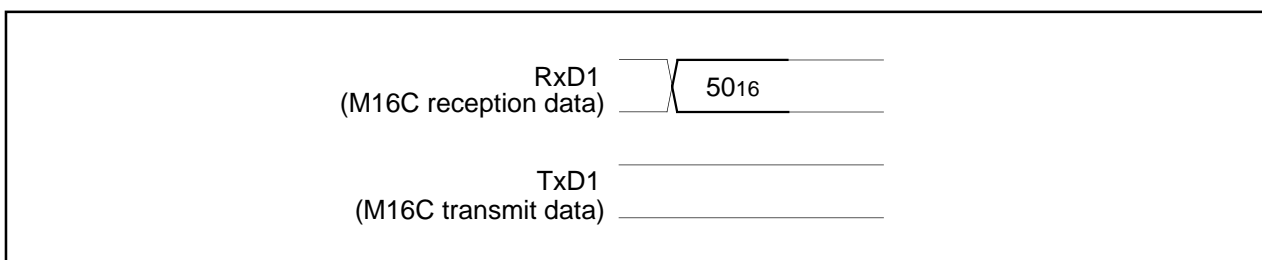 RxD1
(M16C reception data)
5016
TxD1
(M16C transmit data)